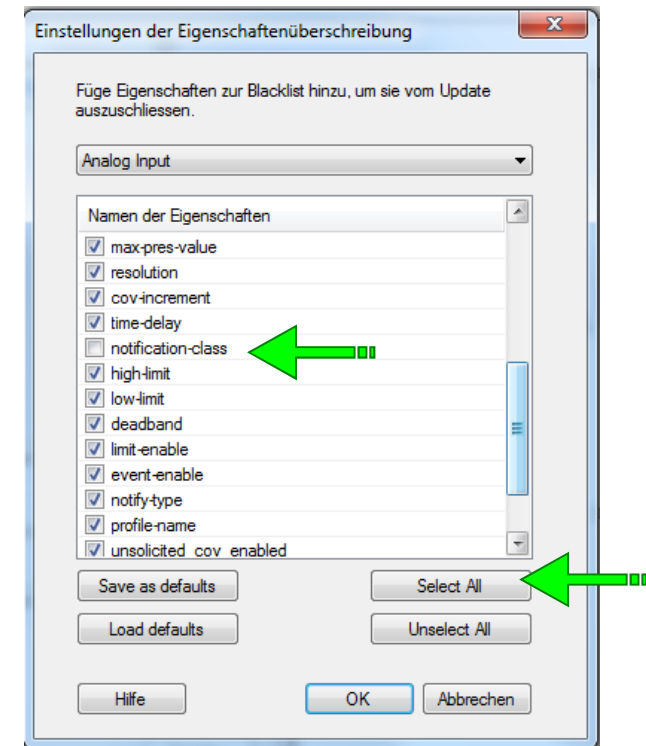 Einstellungen der Eigenschaftenüberschreibung
Füge Eigenschaften zur Blacklist hinzu, um sie vom Update
auszuschliessen.
Analog Input
Namen der Eigenschaften
max-pres-value
resolution
cov-increment
time-delay
notification-class
high-limit
low-limit
deadband
limit-enable
event-enable
notify-type
profile-name
unsolicited_cov_enabled
Save as defaults
Select All
Load defaults
Unselect All
Hilfe
OK
Abbrechen